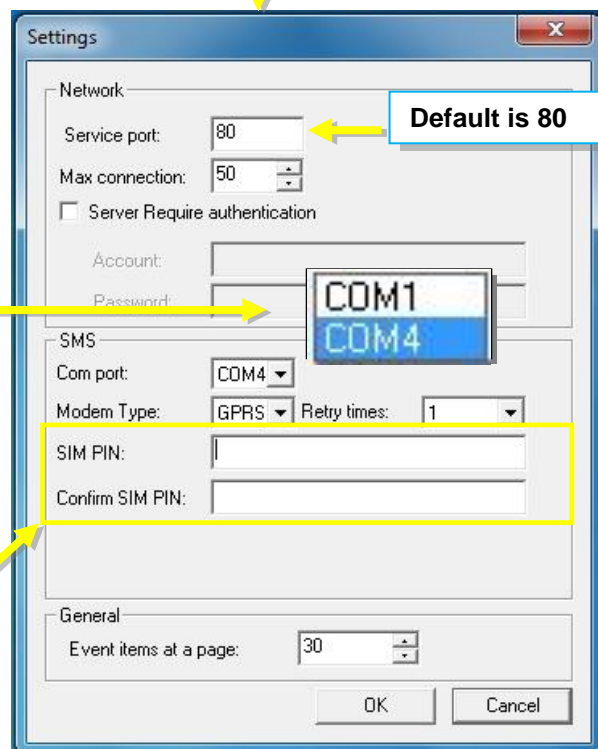 Settings
Network
Service port: 80
Default is 80
Max connection: 50
Server Require authentication
Account:
Password:
COM1
COM4
SMS
Com port: COM4
Modem Type: GPRS Retry times: 1
SIM PIN:
Confirm SIM PIN:
General
Event items at a page: 30
OK Cancel